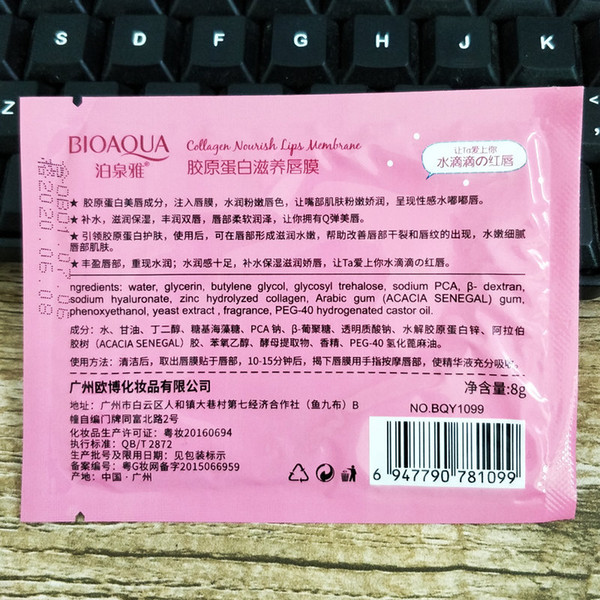 S D F G H J K
Z
BIOAQUA
泊泉雅®
Collagen Nourish Lips Membrane
胶原蛋白滋养唇膜
让Ta爱上你
水滴滴の红唇
★ 胶原蛋白美唇成分，注入唇膜，水润粉嫩唇色，让嘴部肌肤粉嫩娇润，呈现性感水嘟嘟唇。
★ 补水，滋润保湿，丰润双唇，唇部柔软润泽，让你拥有Q弹美唇。
★ 引领胶原蛋白护肤，使用后，可在唇部形成滋润水嫩，帮助改善唇部干裂和唇纹的出现，水嫩细腻
唇部肌肤。
★ 丰盈唇部，重现水润；水润感十足，补水保湿滋润娇唇，让Ta爱上你水滴滴の红唇。
ngredients: water, glycerin, butylene glycol, glycosyl trehalose, sodium PCA, β- dextran,
sodium hyaluronate, zinc hydrolyzed collagen, Arabic gum (ACACIA SENEGAL) gum,
phenoxyethanol, yeast extract , fragrance, PEG-40 hydrogenated castor oil.
成分：水、甘油、丁二醇、糖基海藻糖、PCA 钠、β-葡聚糖、透明质酸钠、水解胶原蛋白锌、阿拉伯
胶树（ACACIA SENEGAL）胶、苯氧乙醇、酵母提取物、香精、PEG-40 氢化蓖麻油。
使用方法：清洁后，取出唇膜贴于唇部，10-15分钟后，揭下唇膜用手指按摩唇部，使精华液充分吸收。
广州欧博化妆品有限公司
净含量:8g
地址：广州市白云区人和镇大巷村第七经济合作社（鱼九布）B
幢自编门牌同富北路2号
NO.BQY1099
化妆品生产许可证：粤妆20160694
执行标准：QB/T 2872
生产批号及限用日期：见包装标示
备案编号：粤G妆网备字2015066959
产地：中国·广州
6 947790 781099
2020.06.08